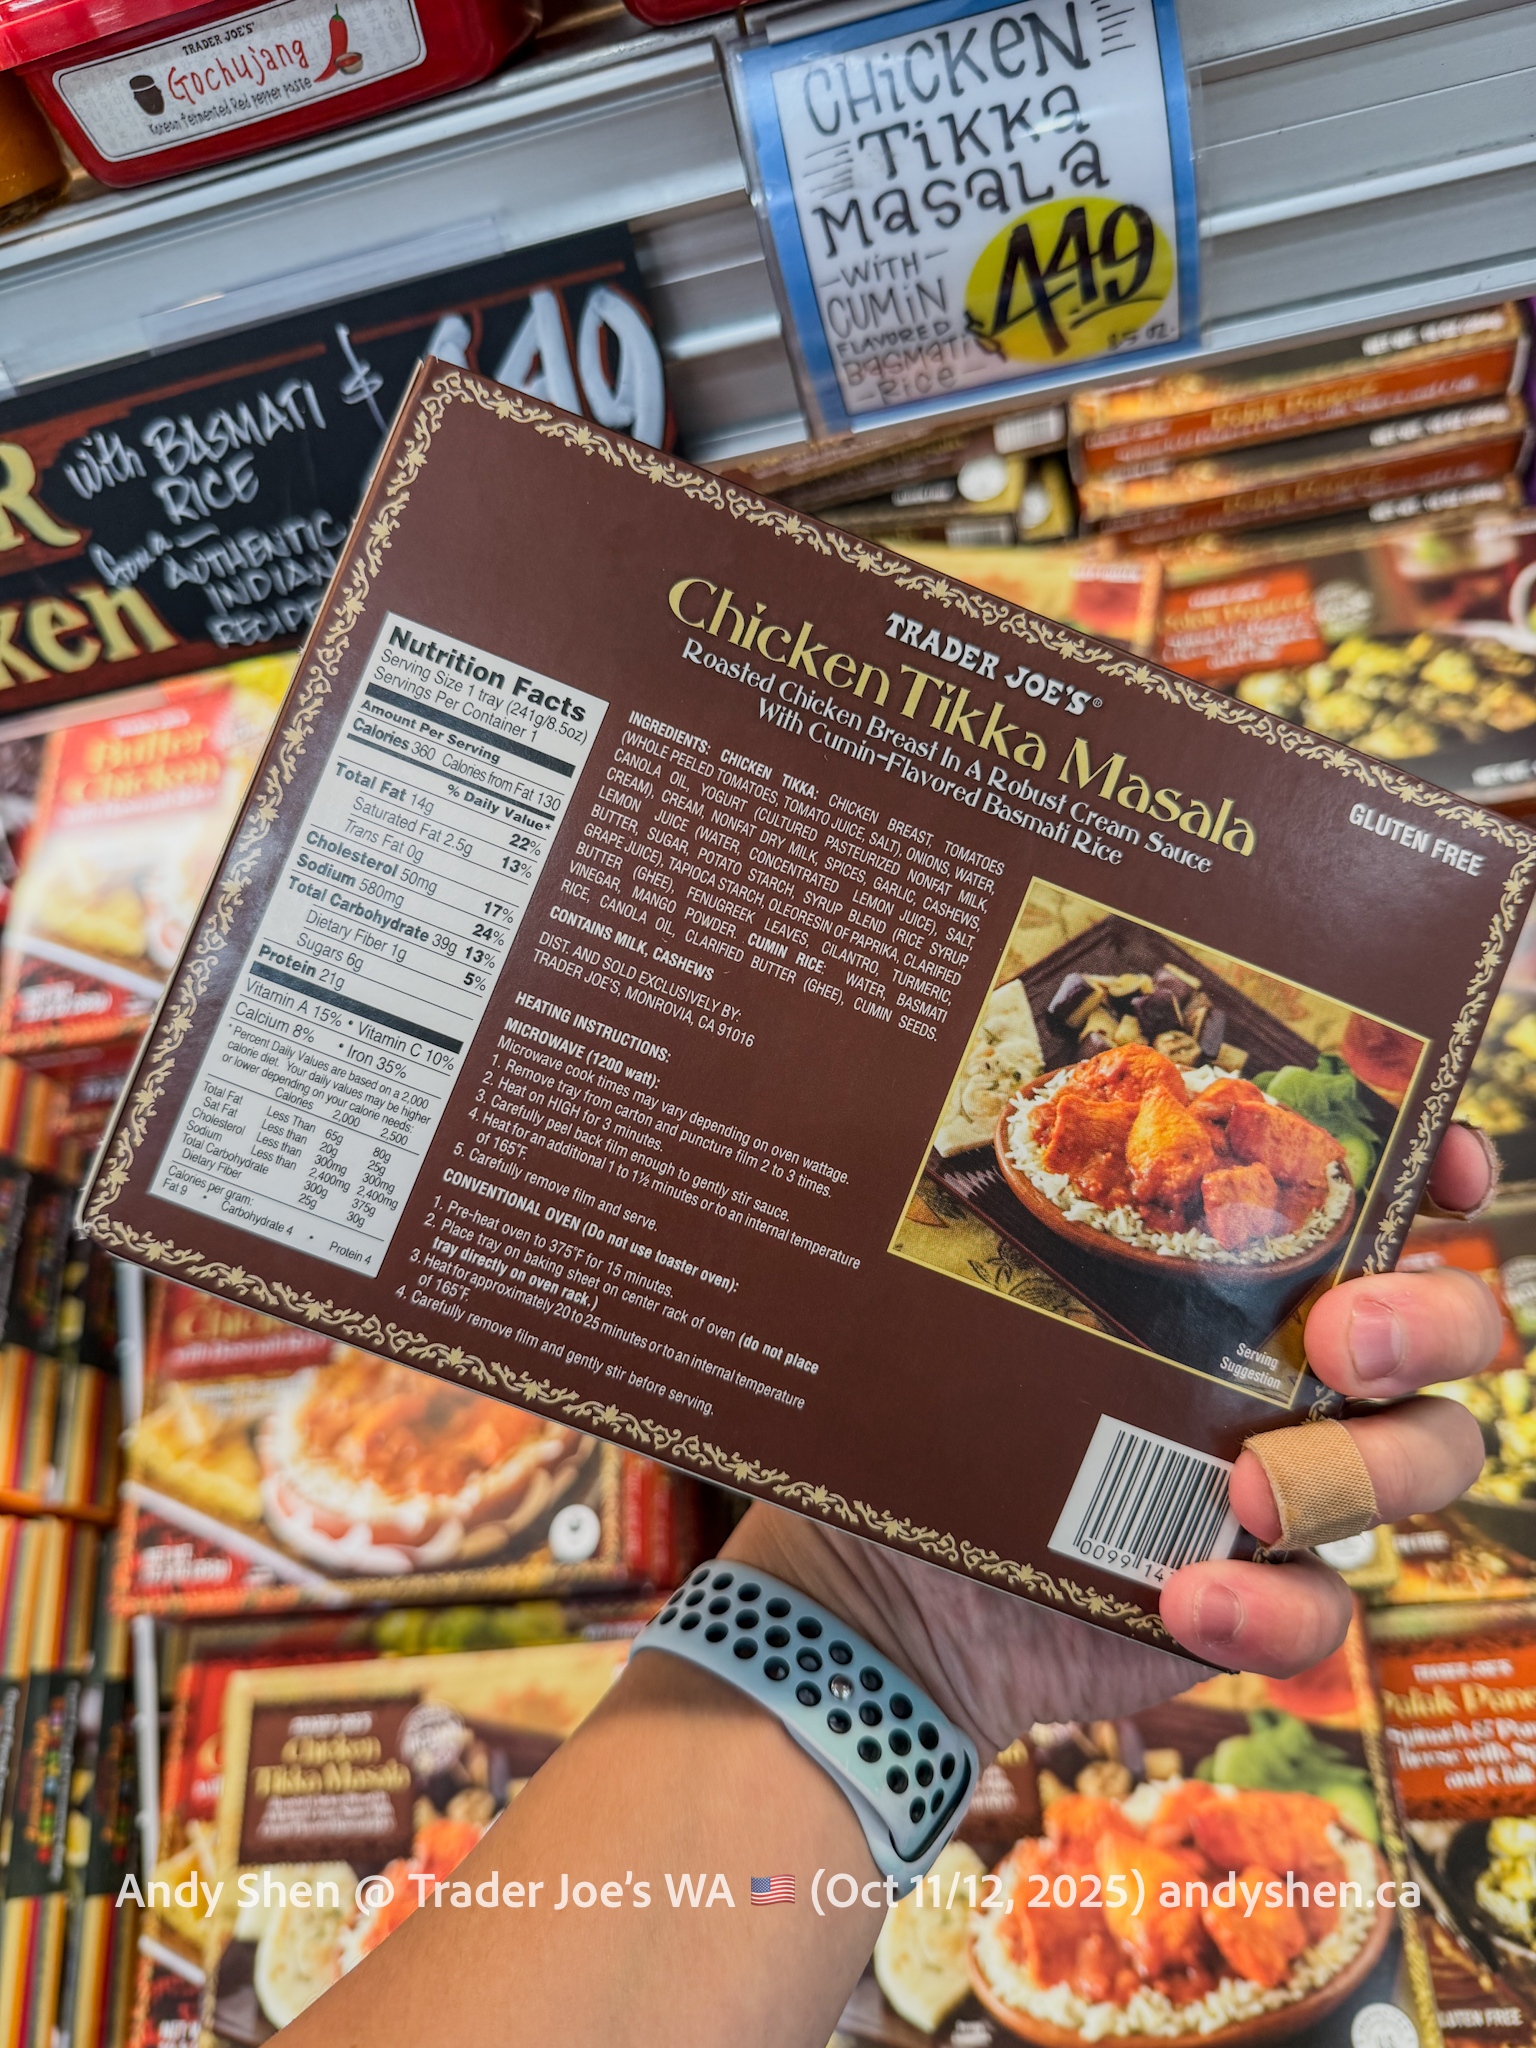 TRADER JOE'S'
Gochujang
Korean fermented Red pepper paste
CHiCKEN
TiKKa
MasaLa
-WiTH-
CUMiN
FLAVORED
BasMaTi
-RiCe-
$4.49
with BASMATI
RICE
from a
AUTHENTIC
INDIAN
ken
TRADER JOE'S®
Chicken Tikka Masala
Roasted Chicken Breast In A Robust Cream Sauce
With Cumin-Flavored Basmati Rice
GLUTEN FREE
Nutrition Facts
Serving Size 1 tray (241g/8.5oz)
Servings Per Container 1
Amount Per Serving
Calories 360 Calories from Fat 130
% Daily Value*
Total Fat 14g 22%
Saturated Fat 2.5g 13%
Trans Fat 0g
Cholesterol 50mg 17%
Sodium 580mg 24%
Total Carbohydrate 39g 13%
Dietary Fiber 1g 5%
Sugars 6g
Protein 21g
Vitamin A 15% • Vitamin C 10%
Calcium 8% • Iron 35%
*Percent Daily Values are based on a 2,000
calorie diet. Your daily values may be higher
or lower depending on your calorie needs:
Calories 2,000 2,500
Total Fat Less Than 65g 80g
Sat Fat Less than 20g 25g
Cholesterol Less than 300mg 300mg
Sodium Less than 2,400mg 2,400mg
Total Carbohydrate 300g 375g
Dietary Fiber 25g 30g
Calories per gram:
Fat 9 • Carbohydrate 4 • Protein 4
INGREDIENTS: CHICKEN TIKKA: CHICKEN BREAST, TOMATOES
(WHOLE PEELED TOMATOES, TOMATO JUICE, SALT), ONIONS, WATER,
CANOLA OIL, YOGURT (CULTURED PASTEURIZED NONFAT MILK,
CREAM), CREAM, NONFAT DRY MILK, SPICES, GARLIC, CASHEWS,
LEMON JUICE (WATER, CONCENTRATED LEMON JUICE), SALT,
BUTTER, SUGAR, POTATO STARCH, SYRUP BLEND (RICE SYRUP
GRAPE JUICE), TAPIOCA STARCH, OLEORESIN OF PAPRIKA, CLARIFIED
BUTTER (GHEE), FENUGREEK LEAVES, CILANTRO, TURMERIC,
VINEGAR, MANGO POWDER. CUMIN RICE: WATER, BASMATI
RICE, CANOLA OIL, CLARIFIED BUTTER (GHEE), CUMIN SEEDS.
CONTAINS MILK, CASHEWS
DIST. AND SOLD EXCLUSIVELY BY:
TRADER JOE'S, MONROVIA, CA 91016
HEATING INSTRUCTIONS:
MICROWAVE (1200 watt):
Microwave cook times may vary depending on oven wattage.
1. Remove tray from carton and puncture film 2 to 3 times.
2. Heat on HIGH for 3 minutes.
3. Carefully peel back film enough to gently stir sauce.
4. Heat for an additional 1 to 1½ minutes or to an internal temperature
of 165°F.
5. Carefully remove film and serve.
CONVENTIONAL OVEN (Do not use toaster oven):
1. Pre-heat oven to 375°F for 15 minutes.
2. Place tray on baking sheet on center rack of oven (do not place
tray directly on oven rack.)
3. Heat for approximately 20 to 25 minutes or to an internal temperature
of 165°F.
4. Carefully remove film and gently stir before serving.
Serving
Suggestion
0099 14
Butter
Chicken
Chicken
Tikka Masala
GLUTEN FREE
Andy Shen @ Trader Joe's WA 🇺🇸 (Oct 11/12, 2025) andyshen.ca